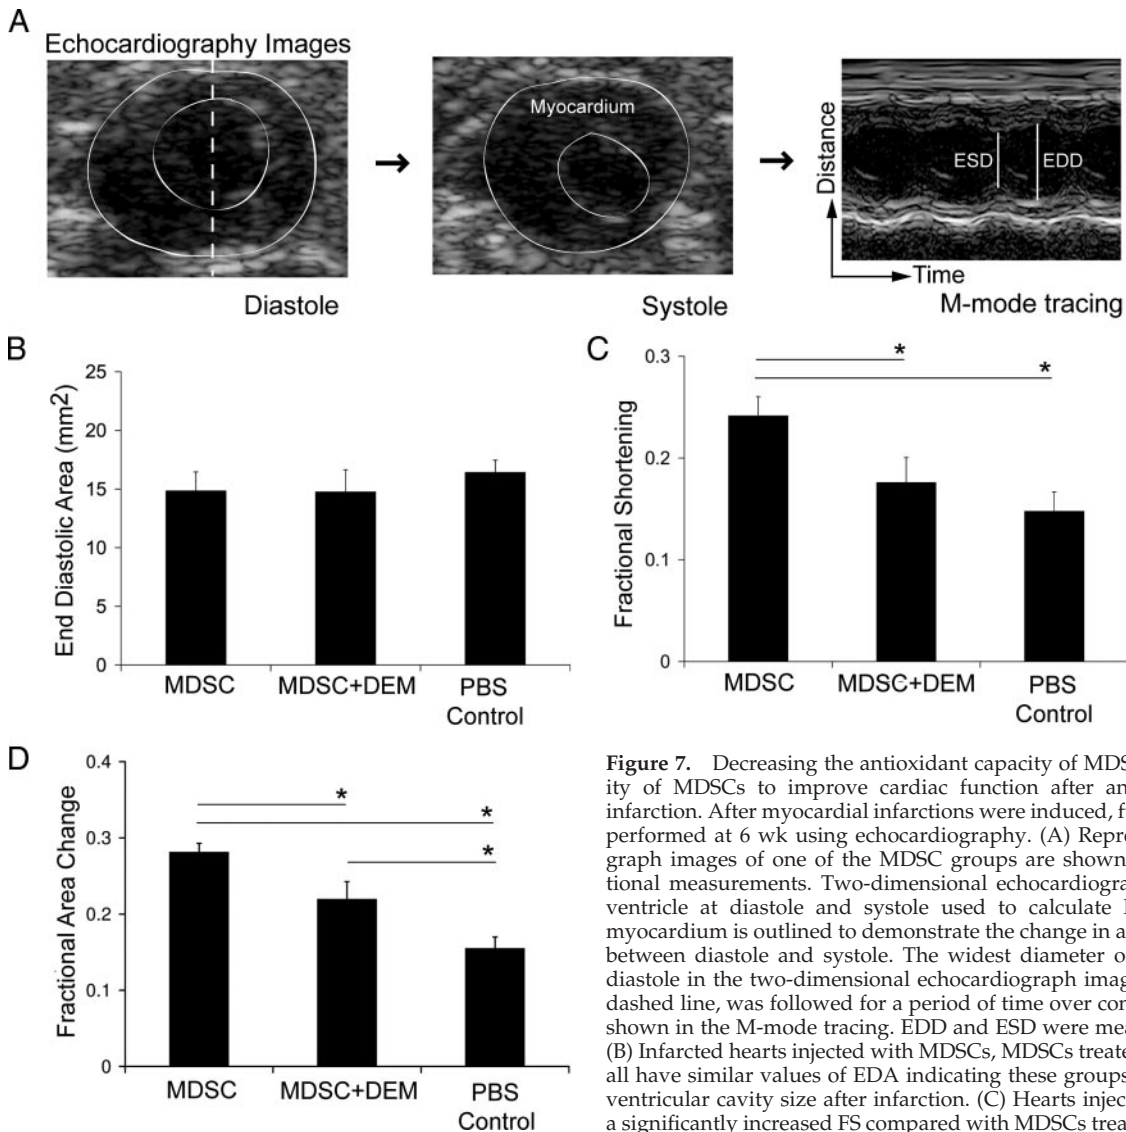 A
Echocardiography Images
Myocardium
ESD
EDD
Distance
Time
Diastole
Systole
M-mode tracing
B
End Diastolic Area (mm2)
25
20
15
10
5
0
MDSC
MDSC+DEM
PBS
Control
C
Fractional Shortening
0.3
0.2
0.1
0
*
*
MDSC
MDSC+DEM
PBS
Control
D
Fractional Area Change
0.4
0.3
0.2
0.1
0
*
*
*
MDSC
MDSC+DEM
PBS
Control
Figure 7. Decreasing the antioxidant capacity of MDS
ity of MDSCs to improve cardiac function after an
infarction. After myocardial infarctions were induced, f
performed at 6 wk using echocardiography. (A) Repre
graph images of one of the MDSC groups are shown
tional measurements. Two-dimensional echocardiogra
ventricle at diastole and systole used to calculate
myocardium is outlined to demonstrate the change in a
between diastole and systole. The widest diameter o
diastole in the two-dimensional echocardiograph imag
dashed line, was followed for a period of time over con
shown in the M-mode tracing. EDD and ESD were mea
(B) Infarcted hearts injected with MDSCs, MDSCs treate
all have similar values of EDA indicating these groups
ventricular cavity size after infarction. (C) Hearts injec
a significantly increased FS compared with MDSCs trea